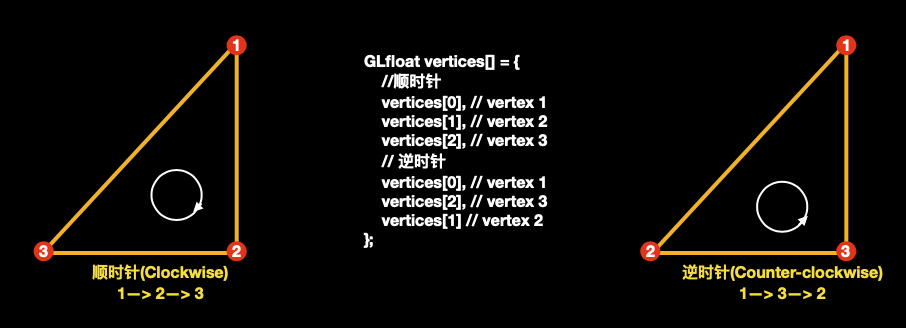 1
3
2
顺时针(Clockwise)
1—> 2—> 3
GLfloat vertices[] = {
//顺时针
vertices[0], // vertex 1
vertices[1], // vertex 2
vertices[2], // vertex 3
// 逆时针
vertices[0], // vertex 1
vertices[2], // vertex 3
vertices[1] // vertex 2
};
1
2
3
逆时针(Counter-clockwise)
1—> 3—> 2